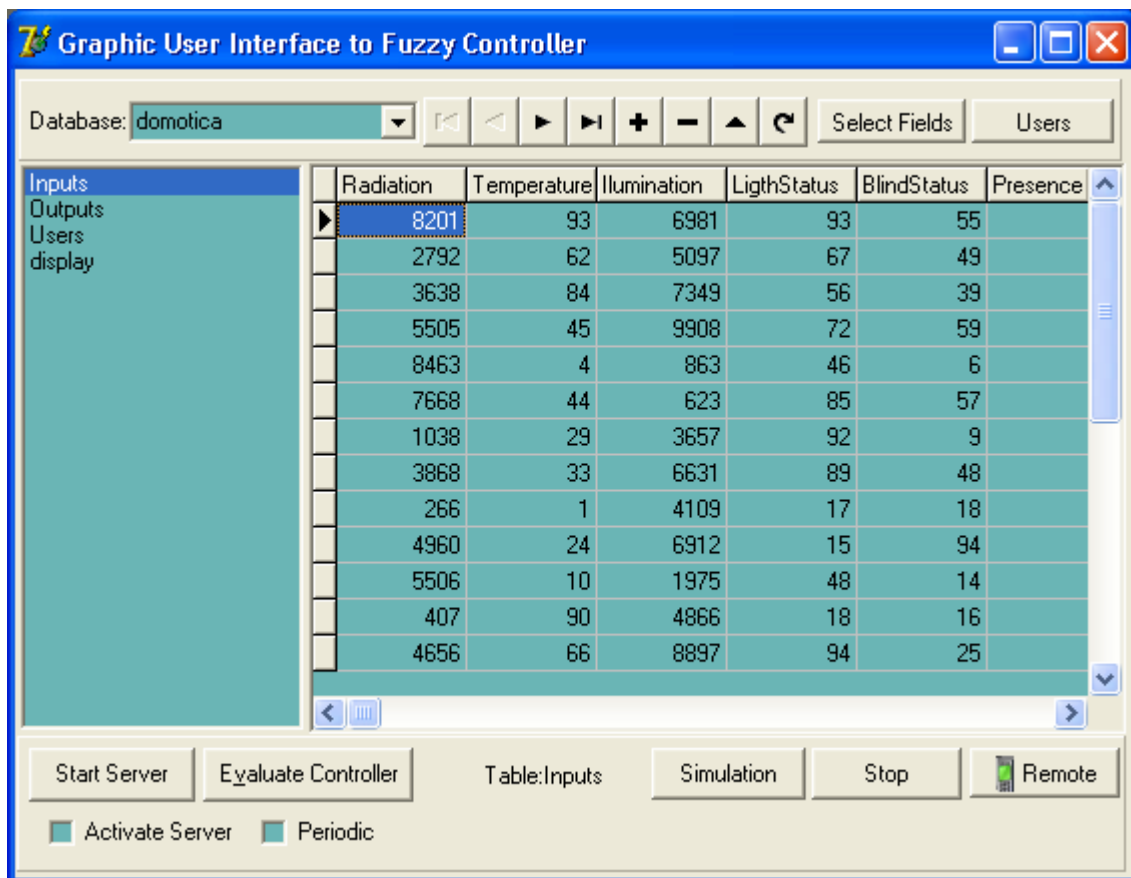 Graphic User Interface to Fuzzy Controller
Database: domotica Select Fields Users
Inputs
Outputs
Users
display
Radiation Temperature Ilumination LigthStatus BlindStatus Presence
8201 93 6981 93 55
2792 62 5097 67 49
3638 84 7349 56 39
5505 45 9908 72 59
8463 4 863 46 6
7668 44 623 85 57
1038 29 3657 92 9
3868 33 6631 89 48
266 1 4109 17 18
4960 24 6912 15 94
5506 10 1975 48 14
407 90 4866 18 16
4656 66 8897 94 25
Start Server Evaluate Controller Table:Inputs Simulation Stop Remote
Activate Server Periodic